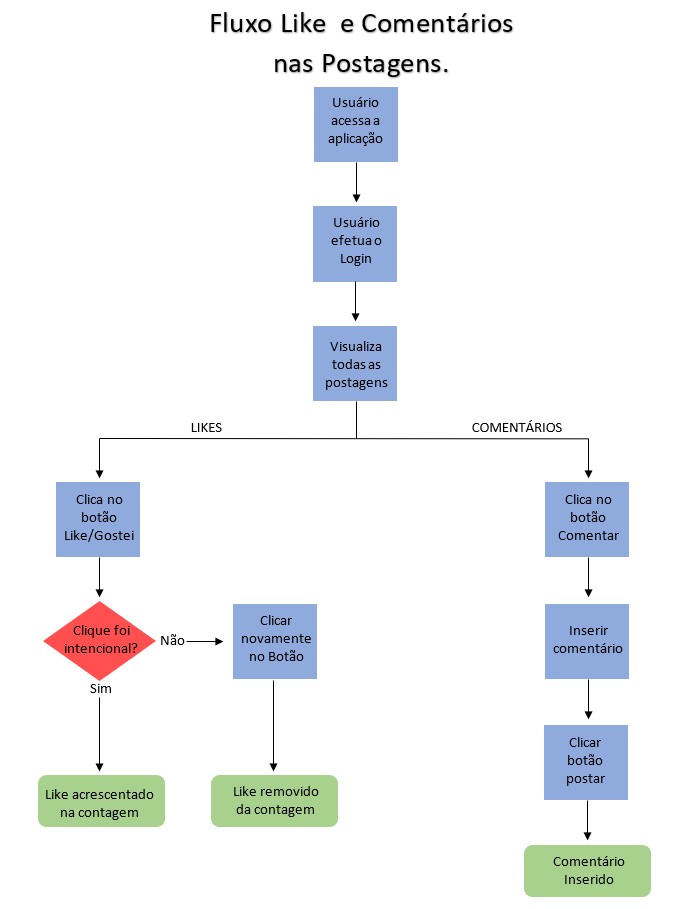 Fluxo Like e Comentários
nas Postagens.
Usuário
acessa a
aplicação
Usuário
efetua o
Login
Visualiza
todas as
postagens
LIKES
COMENTÁRIOS
Clica no
botão
Like/Gostei
Clica no
botão
Comentar
Clique foi
intencional?
Não
Clicar
novamente
no Botão
Inserir
comentário
Sim
Clicar
botão
postar
Like acrescentado
na contagem
Like removido
da contagem
Comentário
Inserido